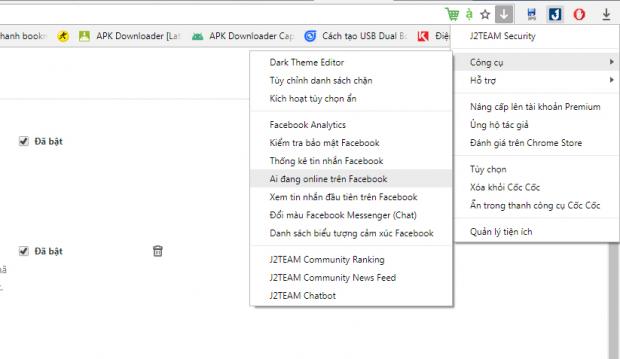 hanh bookm
APK Downloader [Lat
APK Downloader Cap
Cách tạo USB Dual Bo
Điệ
J2TEAM Security
Công cụ
Hỗ trợ
Nâng cấp lên tài khoản Premium
Ủng hộ tác giả
Đánh giá trên Chrome Store
Tùy chọn
Xóa khỏi Cốc Cốc
Ẩn trong thanh công cụ Cốc Cốc
Quản lý tiện ích
Dark Theme Editor
Tùy chỉnh danh sách chặn
Kích hoạt tùy chọn ẩn
Facebook Analytics
Kiểm tra bảo mật Facebook
Thống kê tin nhắn Facebook
Ai đang online trên Facebook
Xem tin nhắn đầu tiên trên Facebook
Đổi màu Facebook Messenger (Chat)
Danh sách biểu tượng cảm xúc Facebook
J2TEAM Community Ranking
J2TEAM Community News Feed
J2TEAM Chatbot
Đã bật
Đã bật